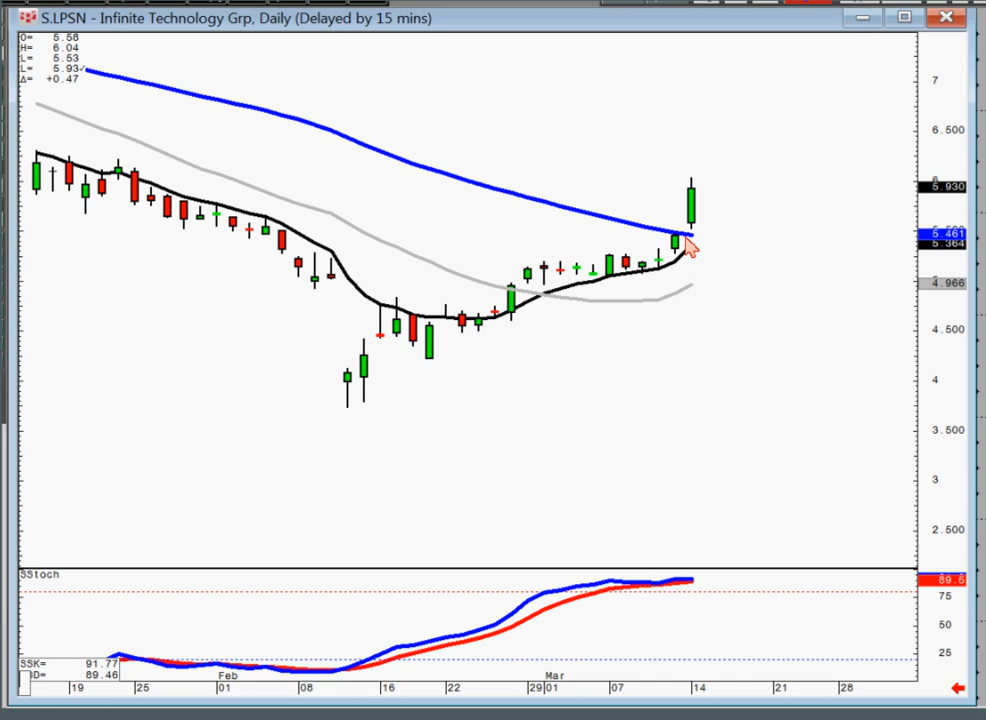 S.LPSN - Infinite Technology Grp, Daily (Delayed by 15 mins)
O= 5.58
H= 6.04
L= 5.53
L= 5.93✓
Δ= +0.47
7
6.500
6
5.930
5.461
5.364
4.966
4.500
4
3.500
3
2.500
SStoch
89.5
75
50
25
SSK= 91.77
SD= 89.46
Feb
Mar
19
25
01
08
16
22
29
01
07
14
21
28